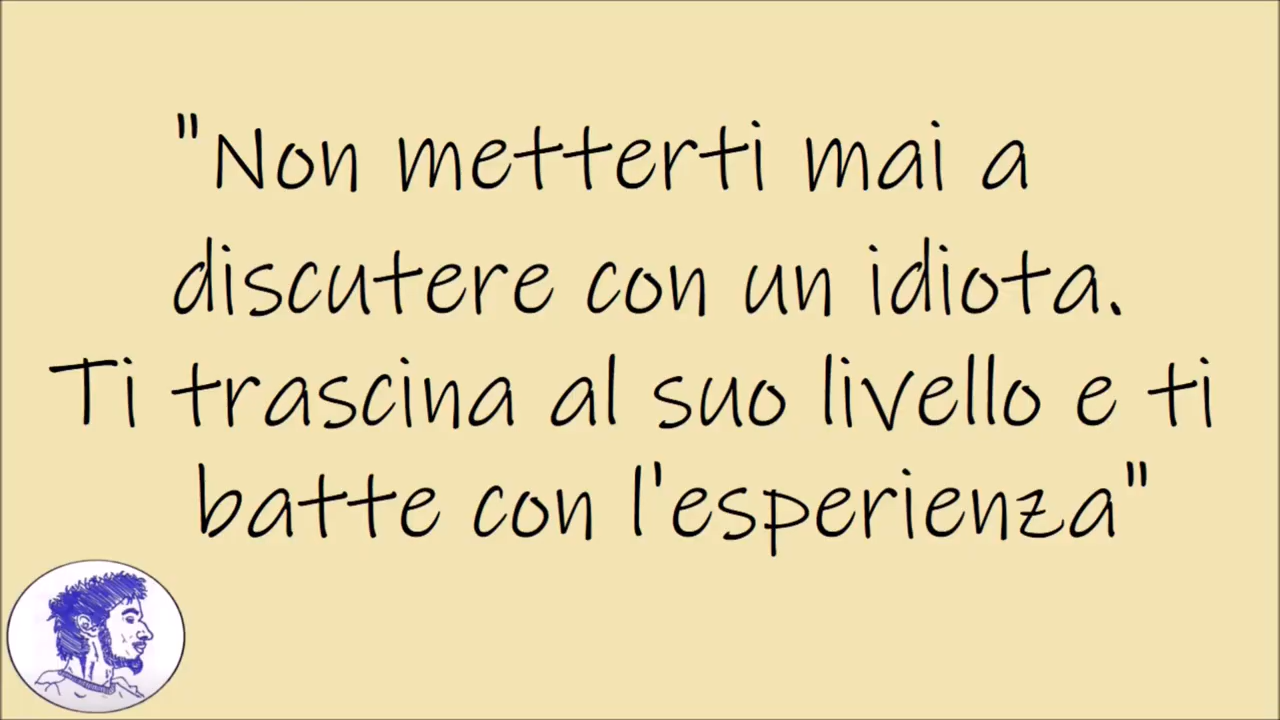 "Non metterti mai a
discutere con un idiota.
Ti trascina al suo livello e ti
batte con l'esperienza"